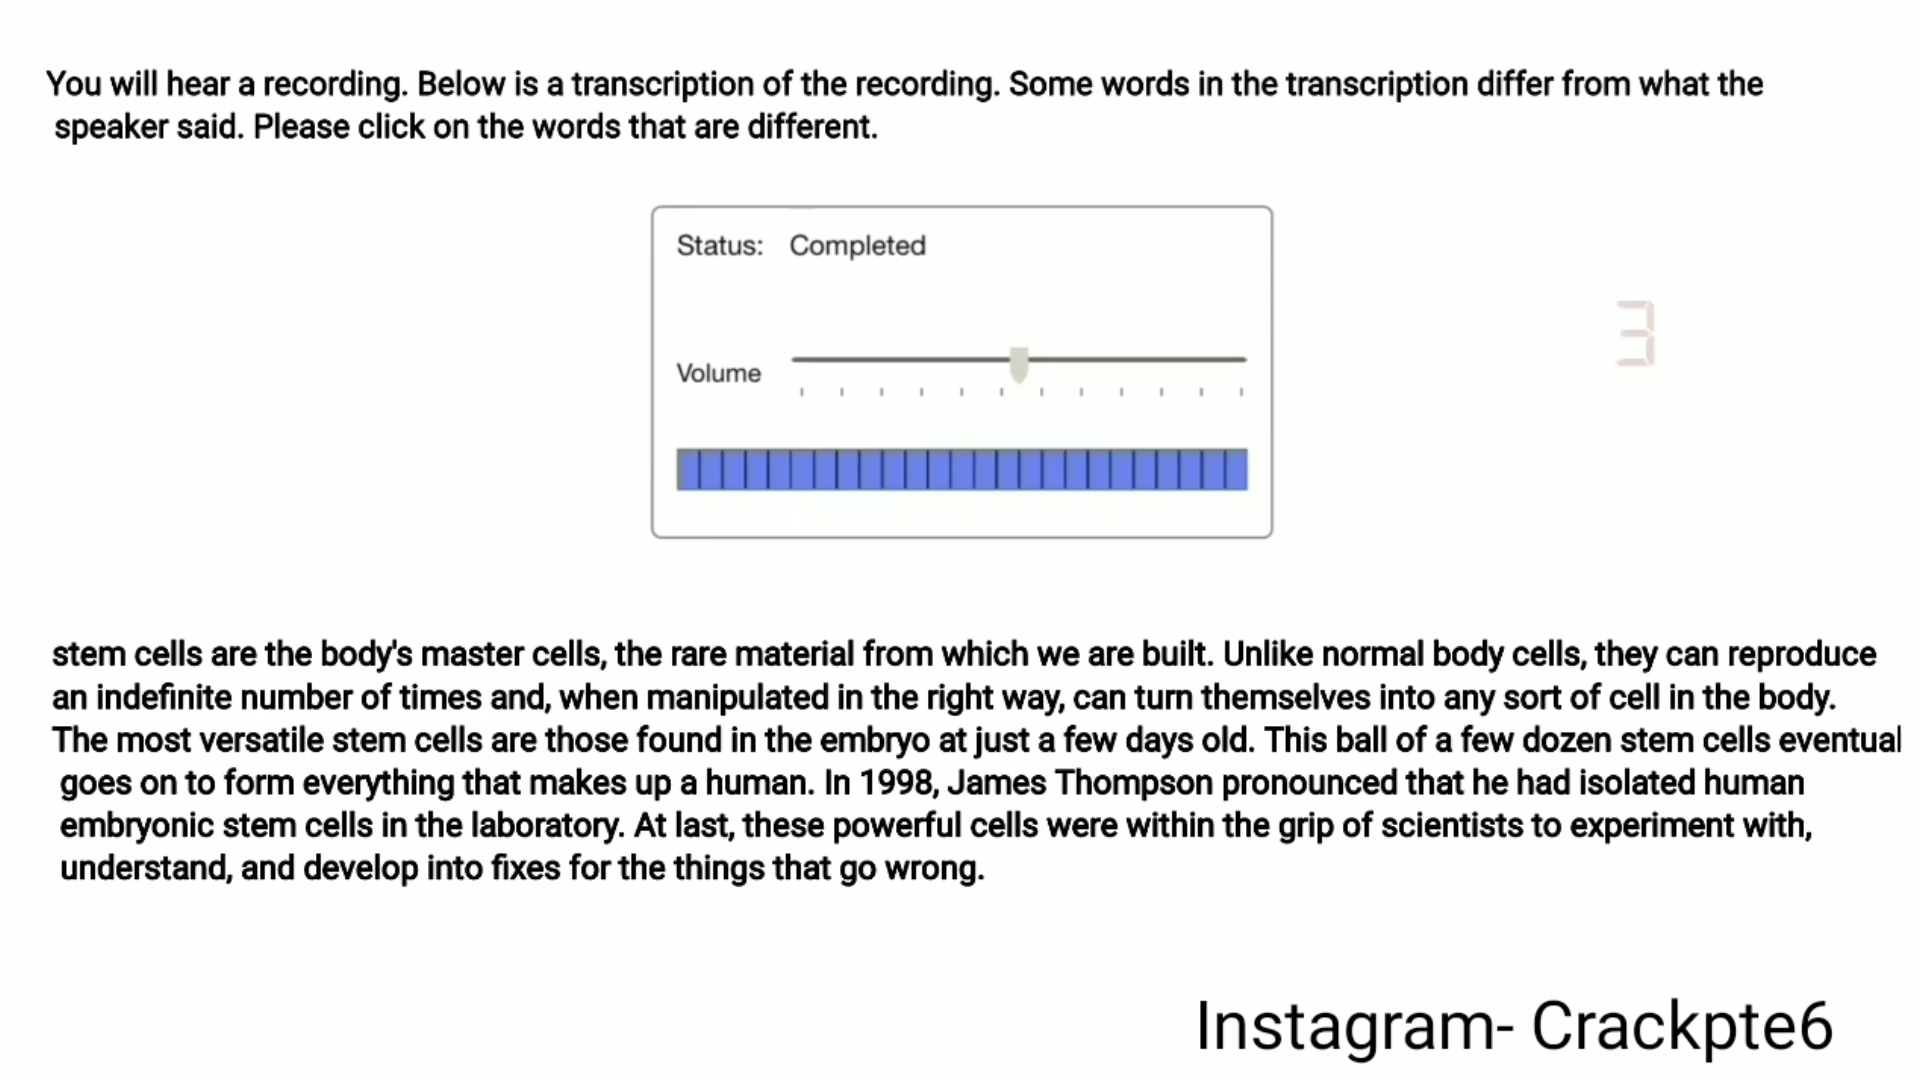 You will hear a recording. Below is a transcription of the recording. Some words in the transcription differ from what the
speaker said. Please click on the words that are different.
Status: Completed
3
Volume
stem cells are the body's master cells, the rare material from which we are built. Unlike normal body cells, they can reproduce
an indefinite number of times and, when manipulated in the right way, can turn themselves into any sort of cell in the body.
The most versatile stem cells are those found in the embryo at just a few days old. This ball of a few dozen stem cells eventual
goes on to form everything that makes up a human. In 1998, James Thompson pronounced that he had isolated human
embryonic stem cells in the laboratory. At last, these powerful cells were within the grip of scientists to experiment with,
understand, and develop into fixes for the things that go wrong.
Instagram- Crackpte6